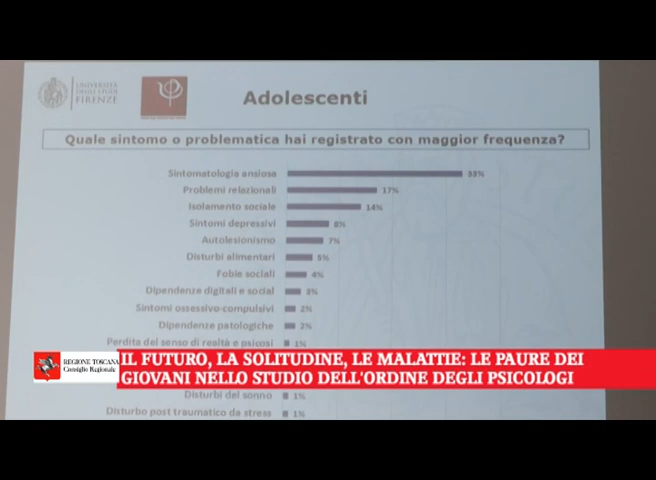 UNIVERSITÀ
DEGLI STUDI
FIRENZE
Adolescenti
Quale sintomo o problematica hai registrato con maggior frequenza?
Sintomatologia ansiosa 33%
Problemi relazionali 17%
Isolamento sociale 14%
Sintomi depressivi 8%
Autolesionismo 7%
Disturbi alimentari 5%
Fobie sociali 4%
Dipendenze digitali e social 3%
Sintomi ossessivo-compulsivi 2%
Dipendenze patologiche 2%
Perdita del senso di realtà e psicosi 1%
REGIONE TOSCANA
Consiglio Regionale
IL FUTURO, LA SOLITUDINE, LE MALATTIE: LE PAURE DEI
GIOVANI NELLO STUDIO DELL'ORDINE DEGLI PSICOLOGI
Disturbi del sonno 1%
Disturbo post traumatico da stress 1%